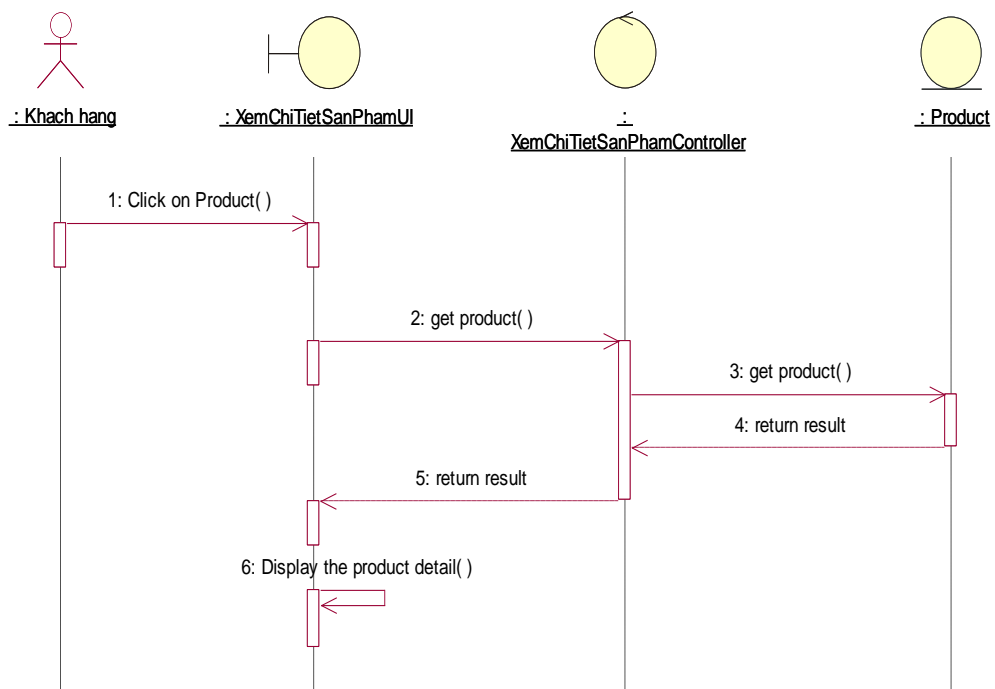 : Khach hang
: XemChiTietSanPhamUI
:
XemChiTietSanPhamController
: Product
1: Click on Product( )
2: get product( )
3: get product( )
4: return result
5: return result
6: Display the product detail( )